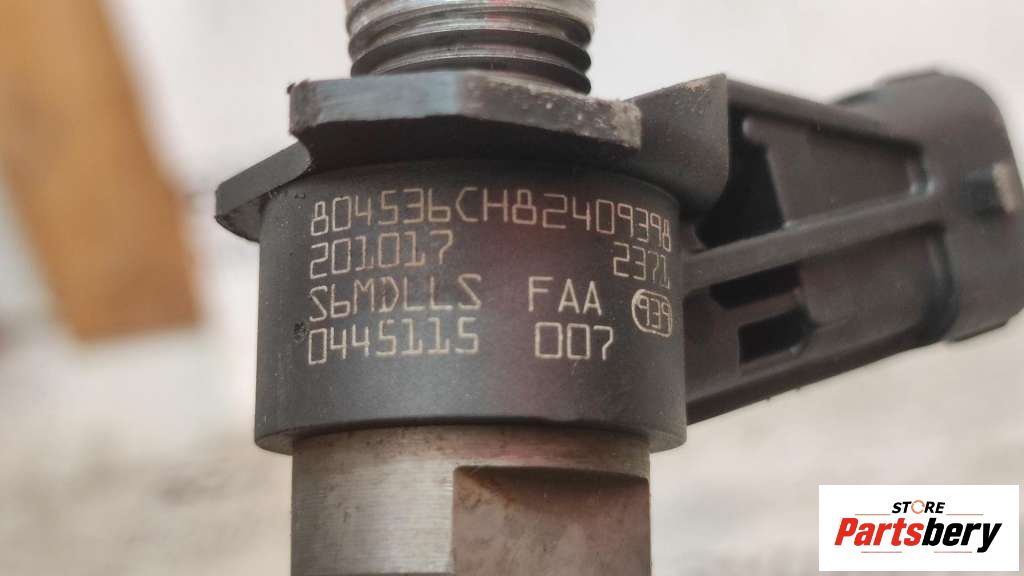 804536CH82409398
201017 2371
S6MDLLS FAA 939
0445115 007
STORE
Partsbery